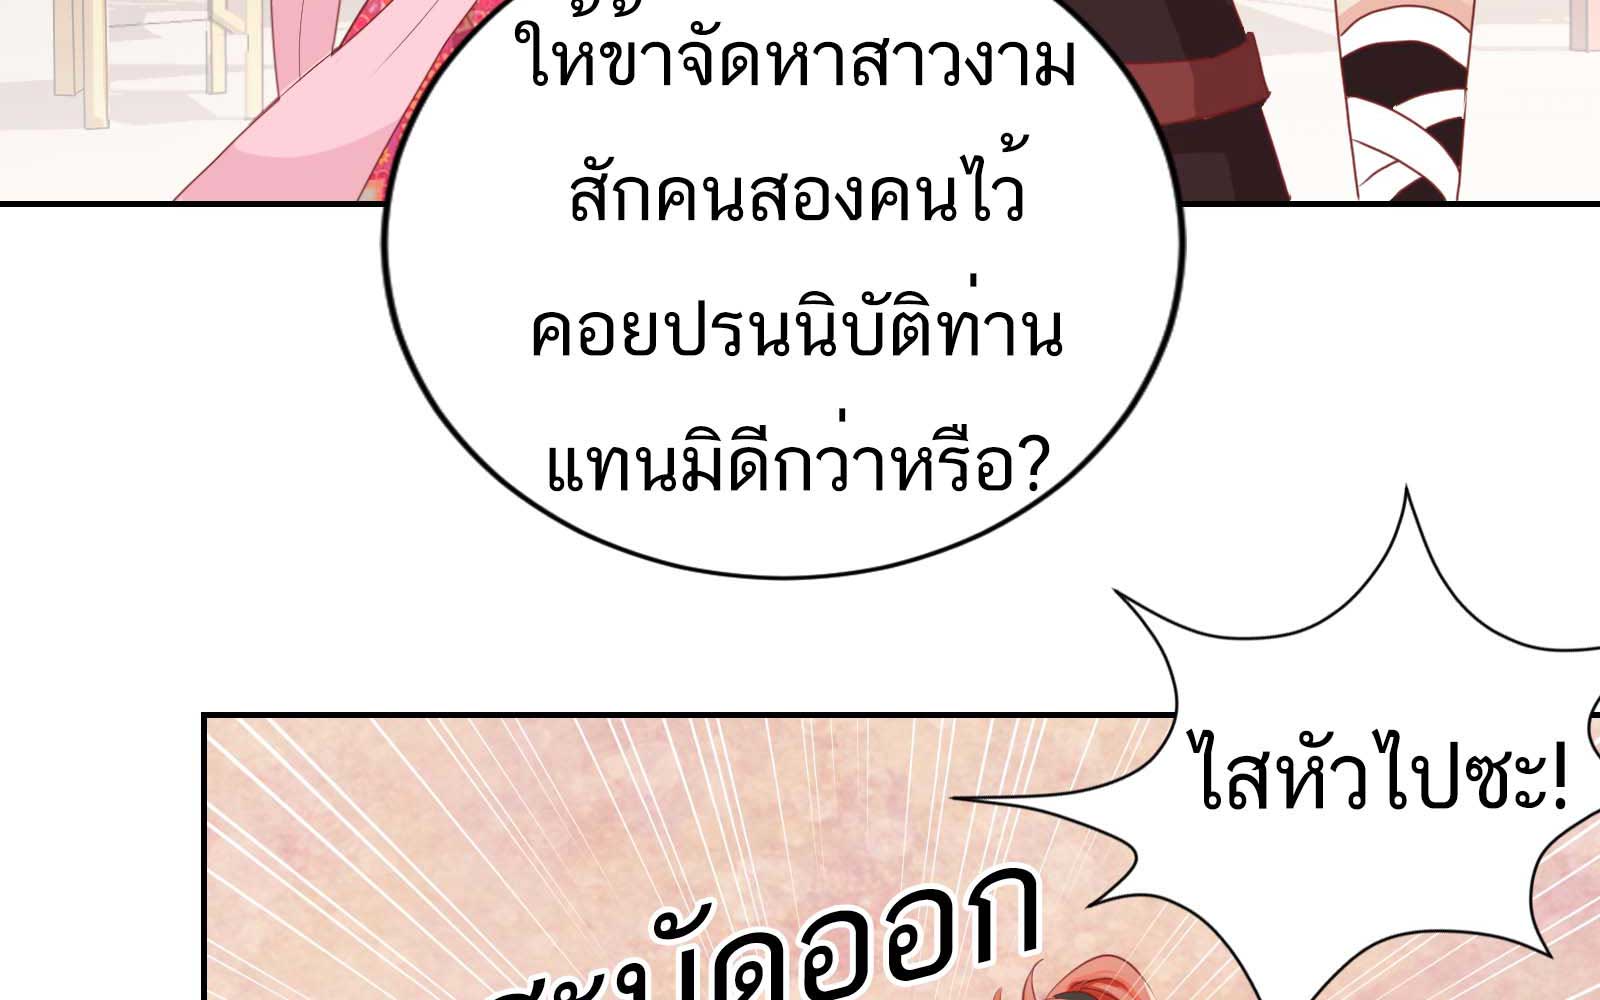 ให้ข้าจัดหาสาวงาม
สักคนสองคนไว้
คอยปรนนิบัติท่าน
แทนมิดีกว่าหรือ?
ไสหัวไปซะ!
สะบัดออก